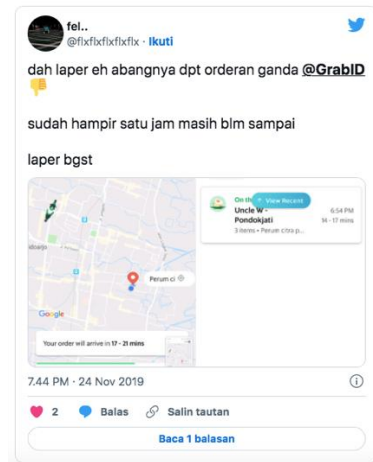 fel..
@flxflxflxflxflx · Ikuti
dah laper eh abangnya dpt orderan ganda @GrabID
👎
sudah hampir satu jam masih blm sampai
laper bgst
On th
View Recent
Uncle W -
Pondokjati
6:54 PM
14 - 17 mins
3 items • Perum citra p...
Perum ci
Google
Your order will arrive in 17 - 21 mins
7.44 PM · 24 Nov 2019
2 Balas Salin tautan
Baca 1 balasan